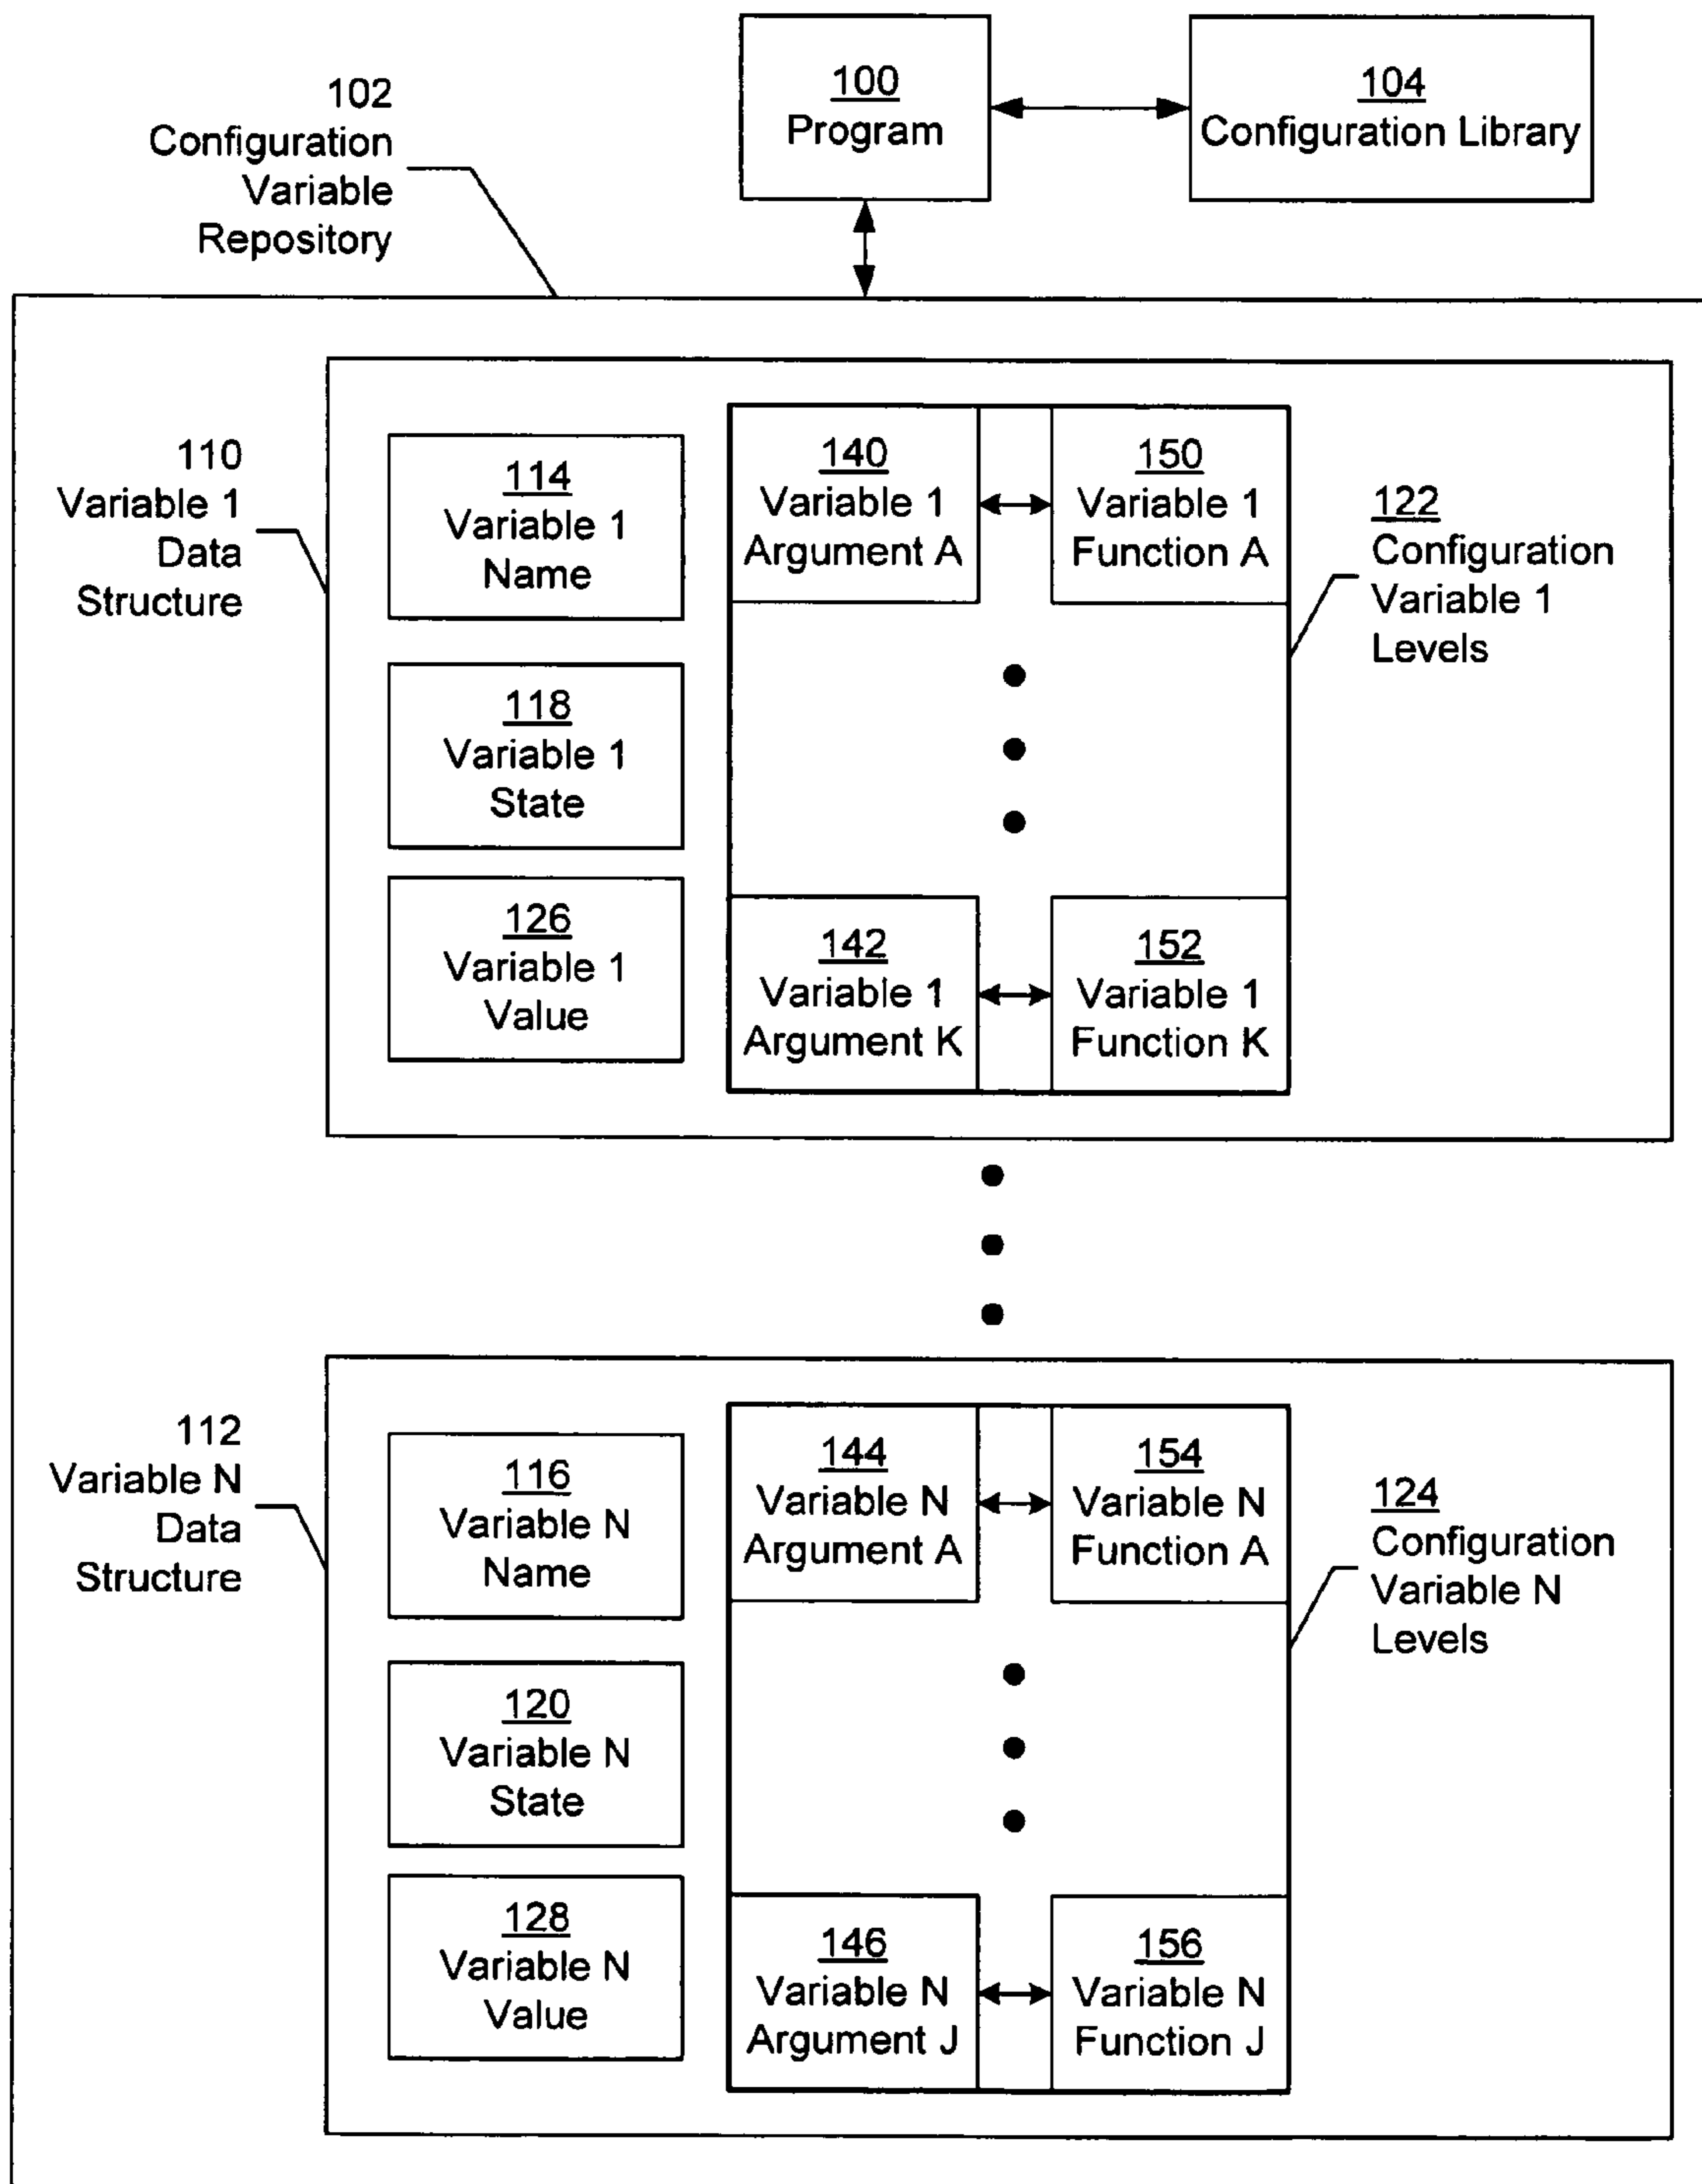 100
Program
104
Configuration Library
102
Configuration
Variable
Repository
110
Variable 1
Data
Structure
114
Variable 1
Name
118
Variable 1
State
126
Variable 1
Value
140
Variable 1
Argument A
150
Variable 1
Function A
142
Variable 1
Argument K
152
Variable 1
Function K
122
Configuration
Variable 1
Levels
112
Variable N
Data
Structure
116
Variable N
Name
120
Variable N
State
128
Variable N
Value
144
Variable N
Argument A
154
Variable N
Function A
146
Variable N
Argument J
156
Variable N
Function J
124
Configuration
Variable N
Levels